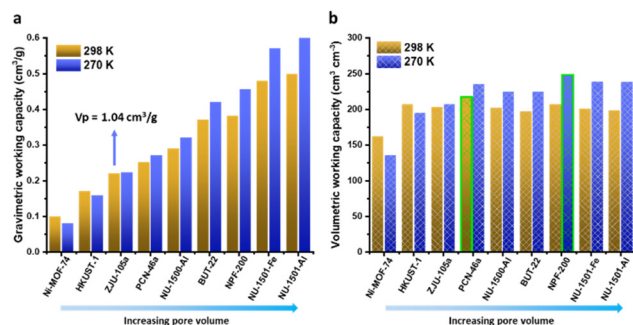 a
Gravimetric working capacity (cm³/g)
0.6
0.5
0.4
0.3
0.2
0.1
0.0
298 K
270 K
Vp = 1.04 cm³/g
Ni-MOF-74
HKUST-1
ZJU-105a
PCN-46a
NU-1500-Al
BUT-22
NPF-200
NU-1501-Fe
NU-1501-Al
Increasing pore volume
b
Volumetric working capacity (cm³ cm⁻³)
300
250
200
150
100
50
0
298 K
270 K
Ni-MOF-74
HKUST-1
ZJU-105a
PCN-46a
NU-1500-Al
BUT-22
NPF-200
NU-1501-Fe
NU-1501-Al
Increasing pore volume